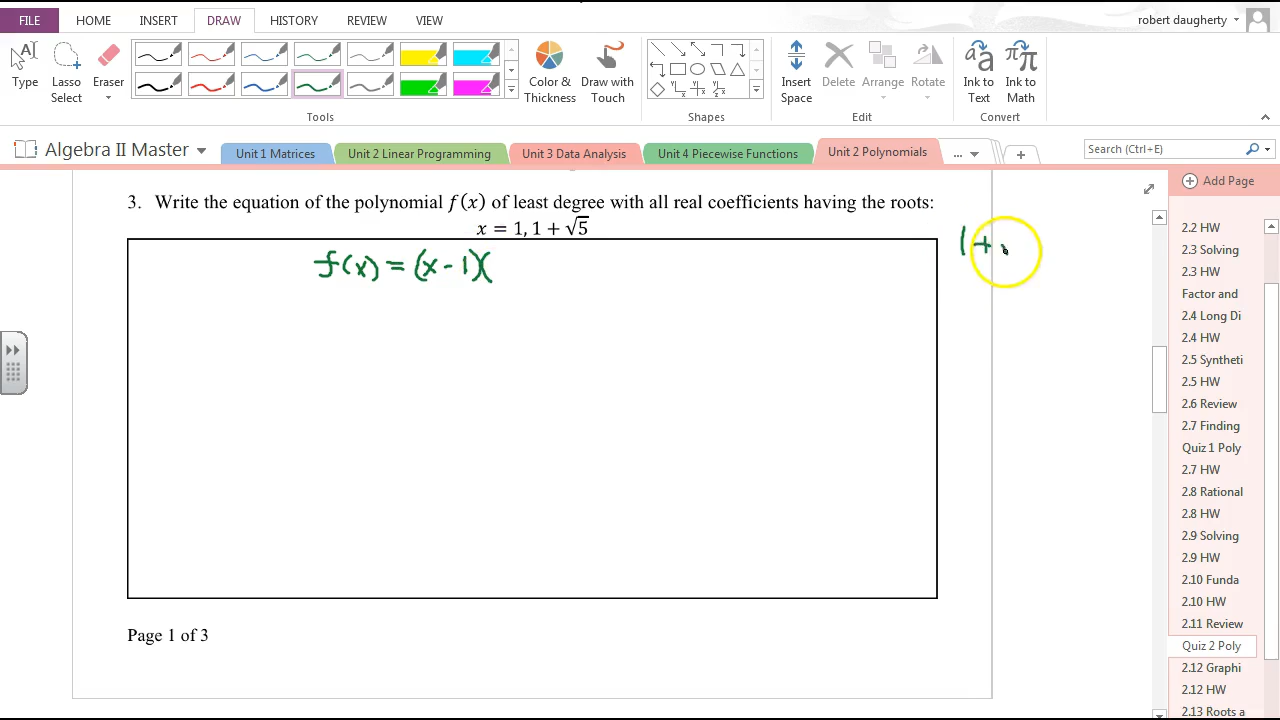 robert daugherty
FILE HOME INSERT DRAW HISTORY REVIEW VIEW
Type
Lasso Select
Eraser
Color & Thickness
Draw with Touch
Insert Space
Delete
Arrange
Rotate
Ink to Text
Ink to Math
Tools Shapes Edit Convert
Algebra II Master
Unit 1 Matrices
Unit 2 Linear Programming
Unit 3 Data Analysis
Unit 4 Piecewise Functions
Unit 2 Polynomials
...
Search (Ctrl+E)
3. Write the equation of the polynomial f(x) of least degree with all real coefficients having the roots:
x = 1, 1 + √5
f(x) = (x - 1)(
1 +
Page 1 of 3
Add Page
2.2 HW
2.3 Solving
2.3 HW
Factor and
2.4 Long Di
2.4 HW
2.5 Syntheti
2.5 HW
2.6 Review
2.7 Finding
Quiz 1 Poly
2.7 HW
2.8 Rational
2.8 HW
2.9 Solving
2.9 HW
2.10 Funda
2.10 HW
2.11 Review
Quiz 2 Poly
2.12 Graphi
2.12 HW
2.13 Roots a